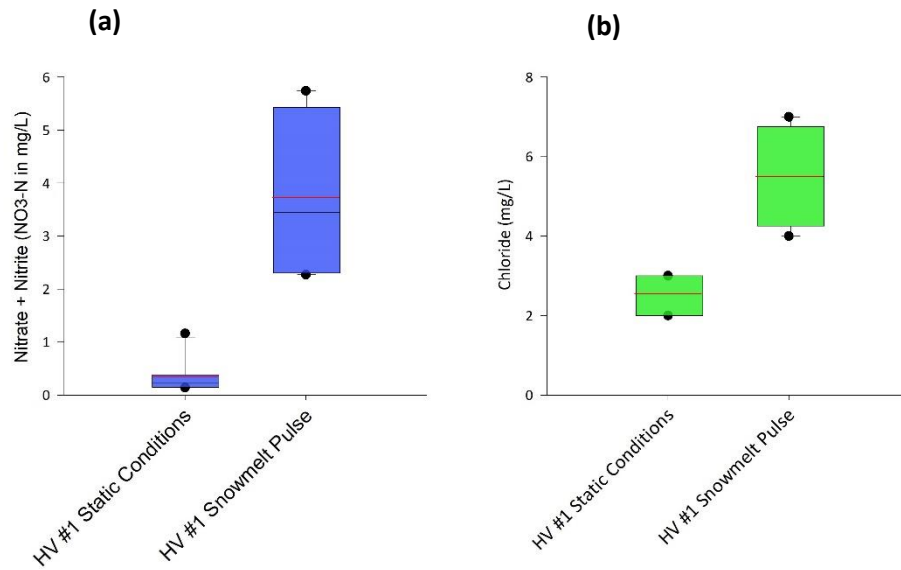 (a)
(b)
Nitrate + Nitrite (NO3-N in mg/L)
6
5
4
3
2
1
0
HV #1 Static Conditions
HV #1 Snowmelt Pulse
Chloride (mg/L)
8
6
4
2
0
HV #1 Static Conditions
HV #1 Snowmelt Pulse